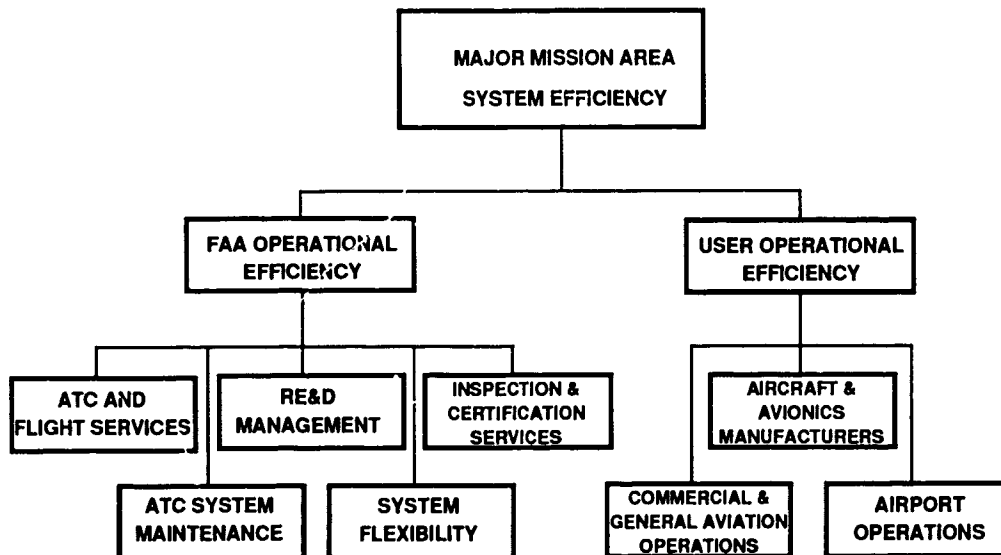 MAJOR MISSION AREA
SYSTEM EFFICIENCY
FAA OPERATIONAL
EFFICIENCY
USER OPERATIONAL
EFFICIENCY
ATC AND
FLIGHT SERVICES
RE&D
MANAGEMENT
INSPECTION &
CERTIFICATION
SERVICES
AIRCRAFT &
AVIONICS
MANUFACTURERS
ATC SYSTEM
MAINTENANCE
SYSTEM
FLEXIBILITY
COMMERCIAL &
GENERAL AVIATION
OPERATIONS
AIRPORT
OPERATIONS